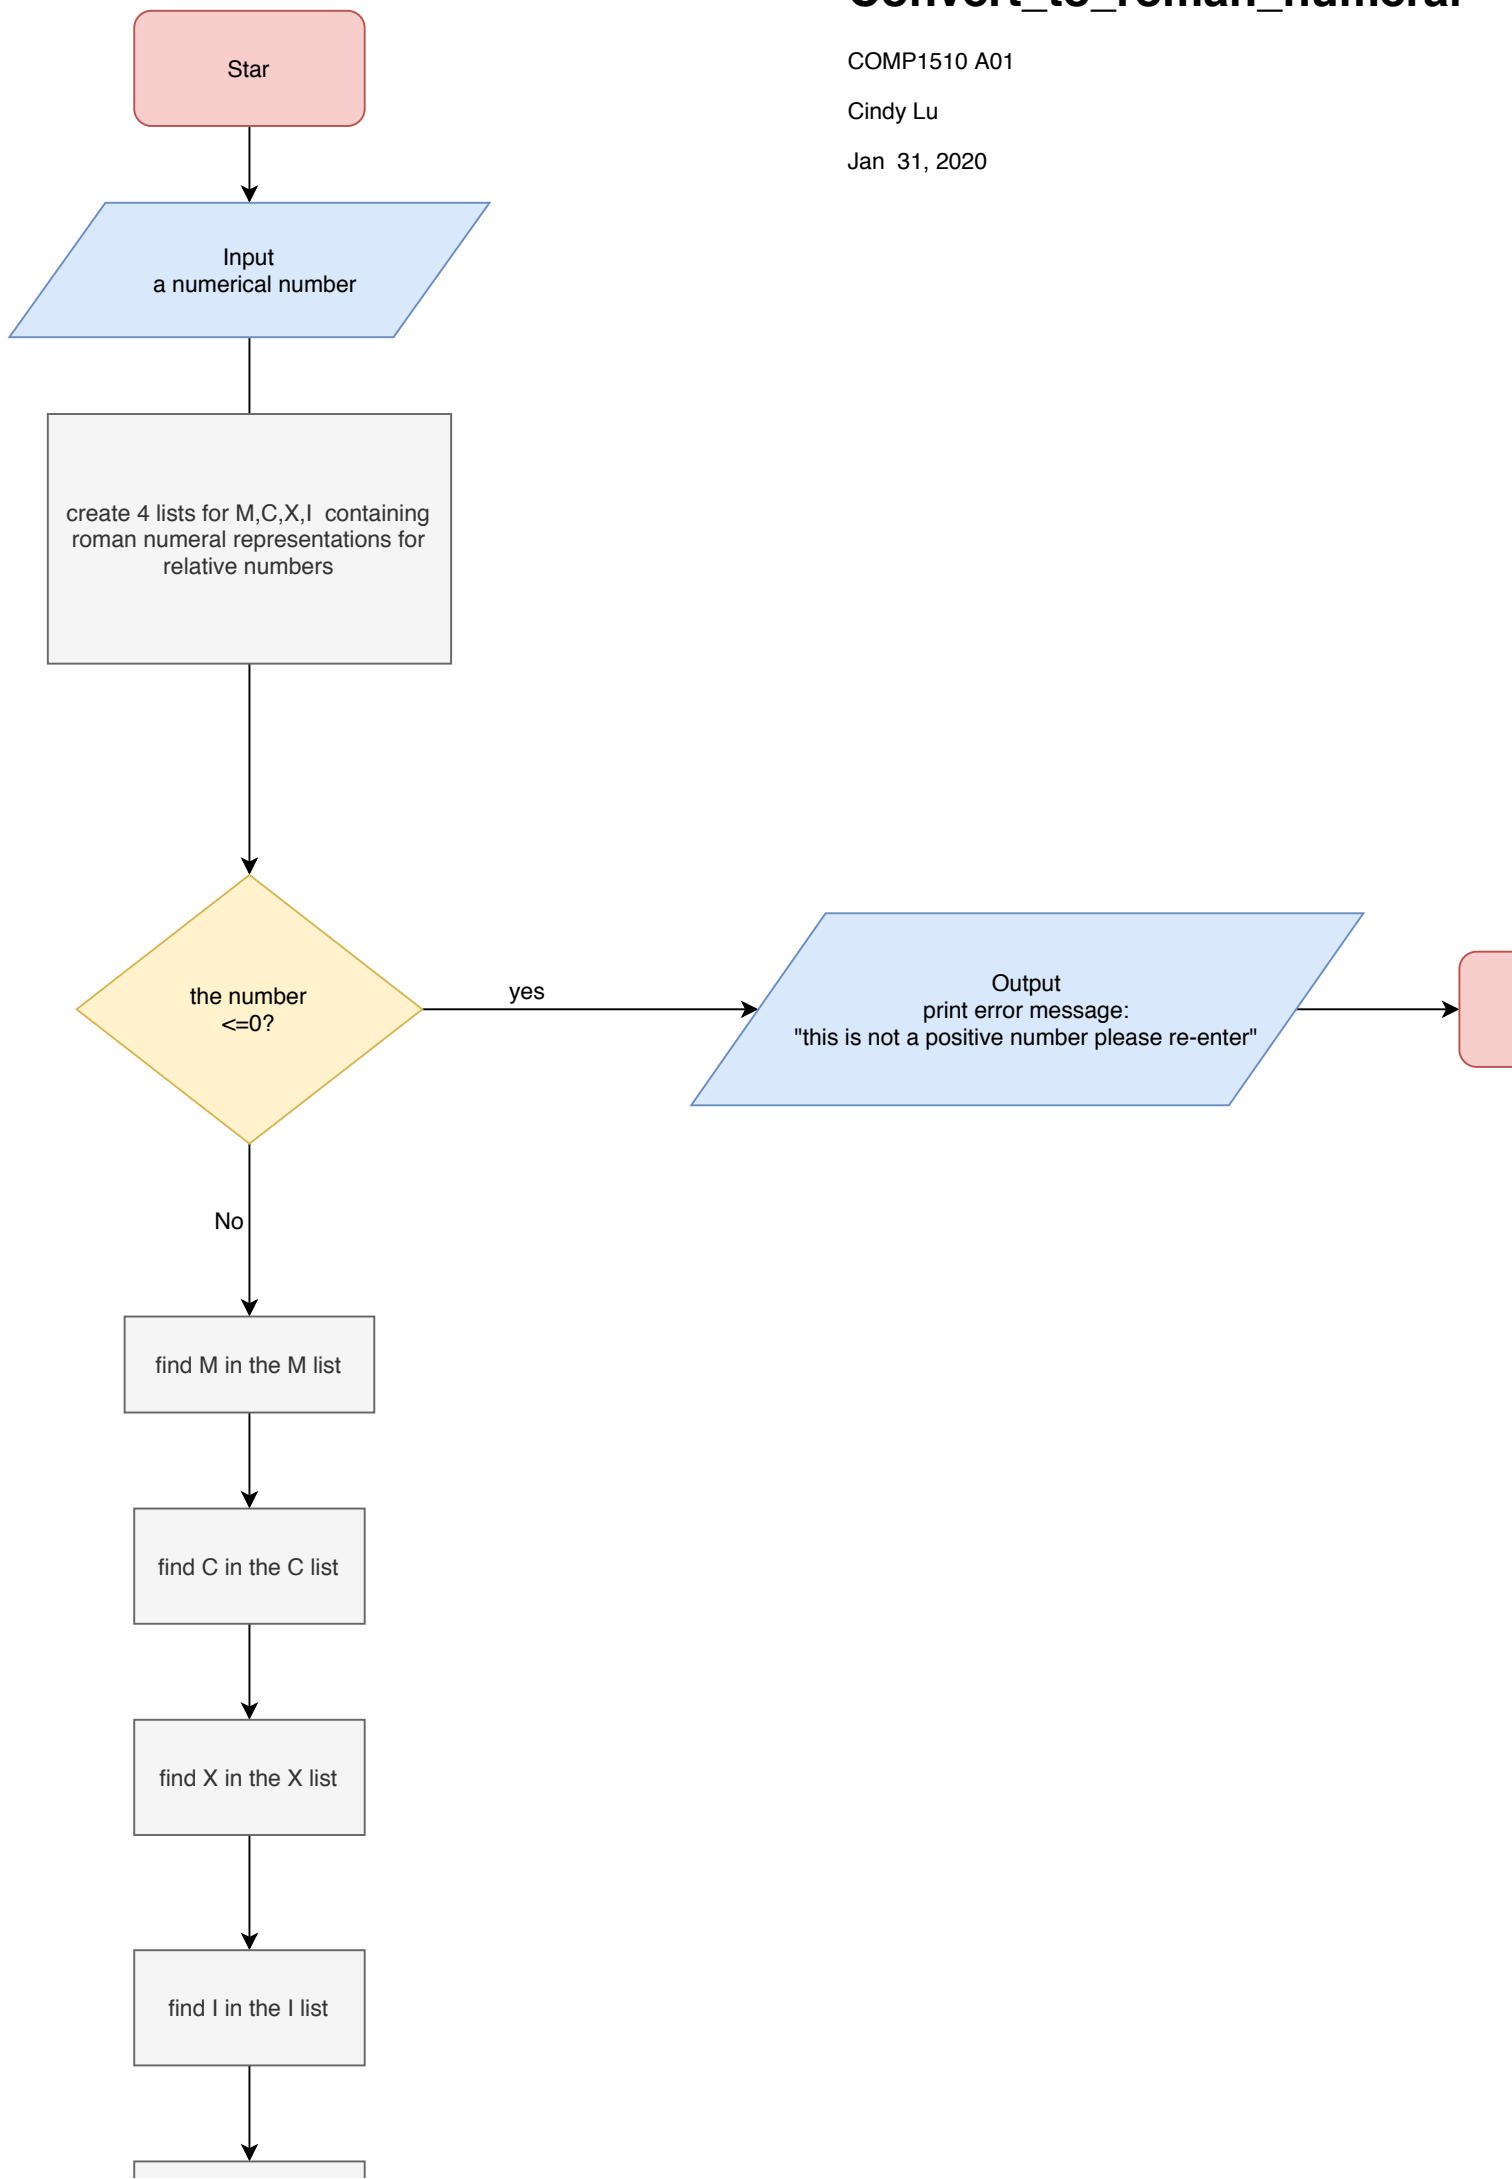 Convert_to_roman_numeral
COMP1510 A01
Cindy Lu
Jan  31, 2020
Star
Input
a numerical number
create 4 lists for M,C,X,I  containing
roman numeral representations for
relative numbers
the number
<=0?
yes
Output
print error message:
"this is not a positive number please re-enter"
No
find M in the M list
find C in the C list
find X in the X list
find I in the I list